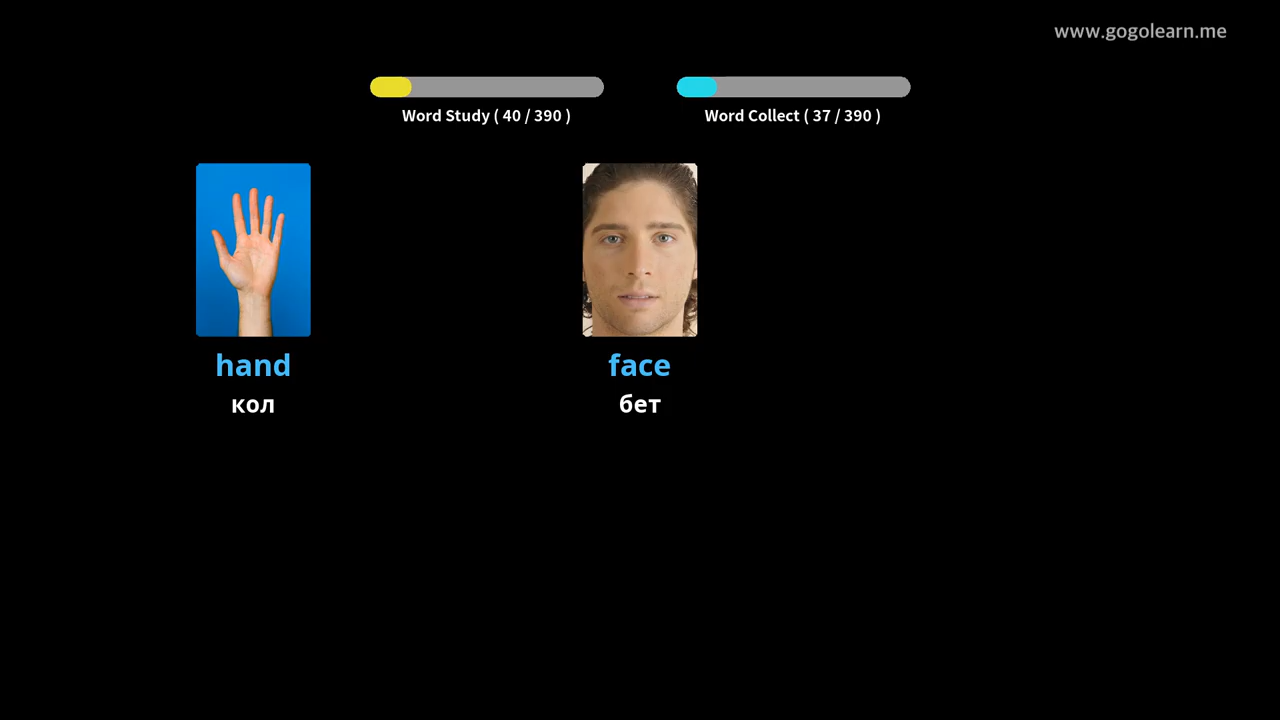 www.gogolearn.me
Word Study ( 40 / 390 )
Word Collect ( 37 / 390 )
hand
кол
face
бет